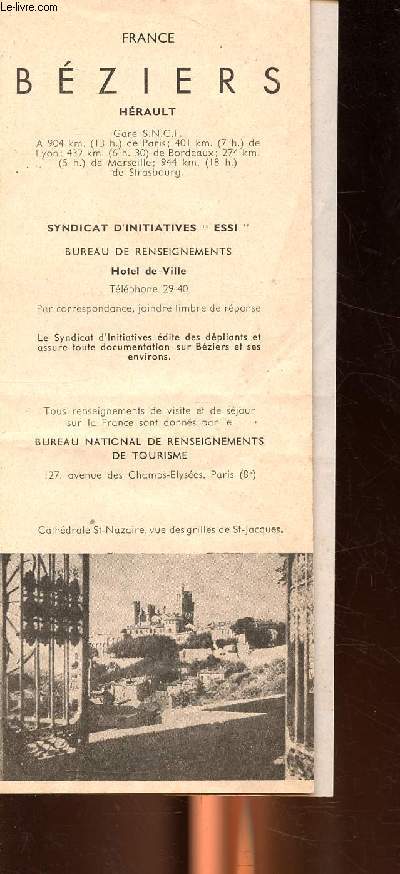 Le-livre.com
FRANCE
BÉZIERS
HÉRAULT
Gare S.N.C.F.
A 904 km. (13 h.) de Paris; 401 km. (7 h.) de
Lyon; 437 km. (6 h. 30) de Bordeaux; 274 km.
(5 h.) de Marseille; 944 km. (18 h.)
de Strasbourg.
SYNDICAT D'INITIATIVES " ESSI "
BUREAU DE RENSEIGNEMENTS
Hotel de Ville
Téléphone 29-40
Par correspondance, joindre timbre de réponse
Le Syndicat d'Initiatives édite des dépliants et
assure toute documentation sur Béziers et ses
environs.
Tous renseignements de visite et de séjour
sur la France sont donnés par le
BUREAU NATIONAL DE RENSEIGNEMENTS
DE TOURISME
127, avenue des Champs-Elysées, Paris (8e)
Cathédrale St-Nazaire, vue des grilles de St-Jacques.